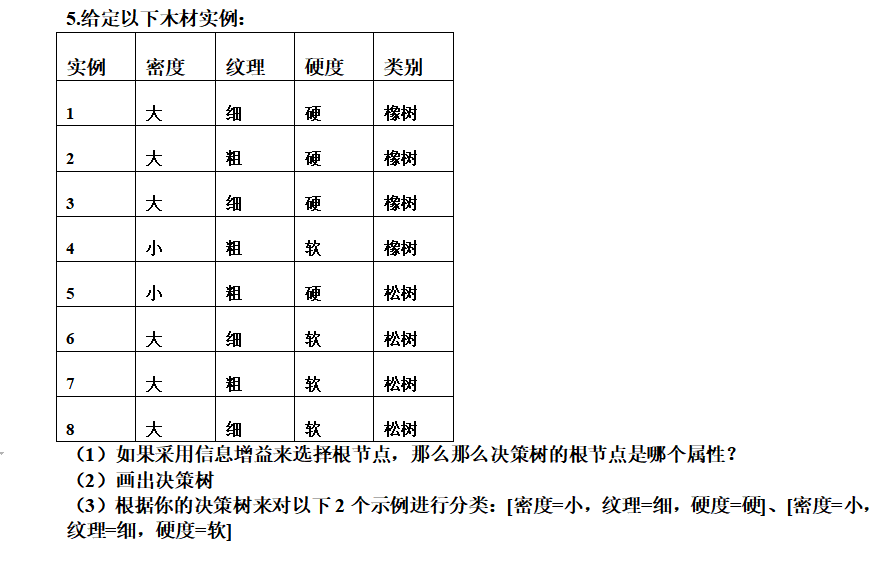 5.给定以下木材实例：
实例 密度 纹理 硬度 类别
1 大 细 硬 橡树
2 大 粗 硬 橡树
3 大 细 硬 橡树
4 小 粗 软 橡树
5 小 粗 硬 松树
6 大 细 软 松树
7 大 粗 软 松树
8 大 细 软 松树
（1）如果采用信息增益来选择根节点，那么那么决策树的根节点是哪个属性？
（2）画出决策树
（3）根据你的决策树来对以下 2 个示例进行分类：[密度=小，纹理=细，硬度=硬]、[密度=小，
纹理=细，硬度=软]